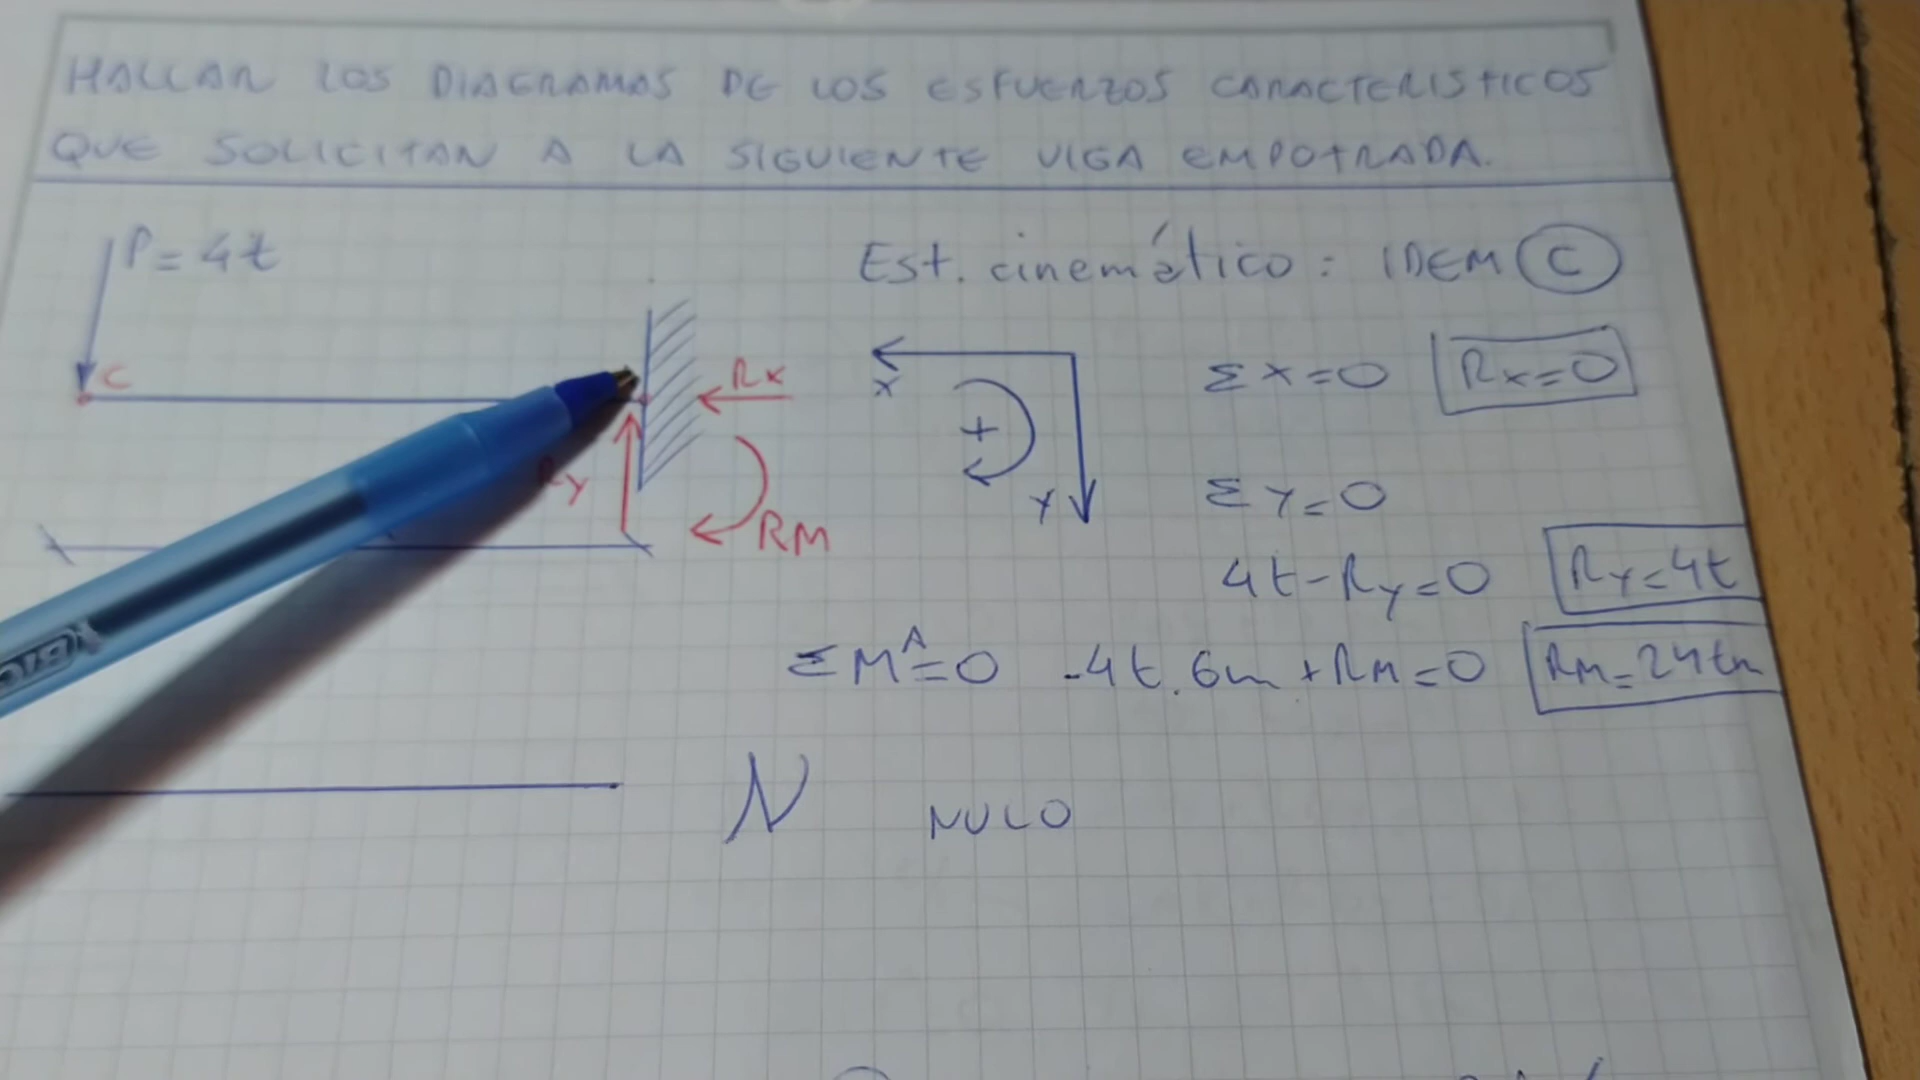 HALLAR LOS DIAGRAMAS DE LOS ESFUERZOS CARACTERISTICOS
QUE SOLICITAN A LA SIGUIENTE VIGA EMPOTRADA.
P = 4t
Est. cinemático: IDEM C
C
Rx
x
+
y
ΣX=0 Rx=0
Ry
RM
ΣY=0
4t-Ry=0 Ry=4t
ΣM^A=0 -4t.6m+RM=0 RM=24tm
N NULO
BIC